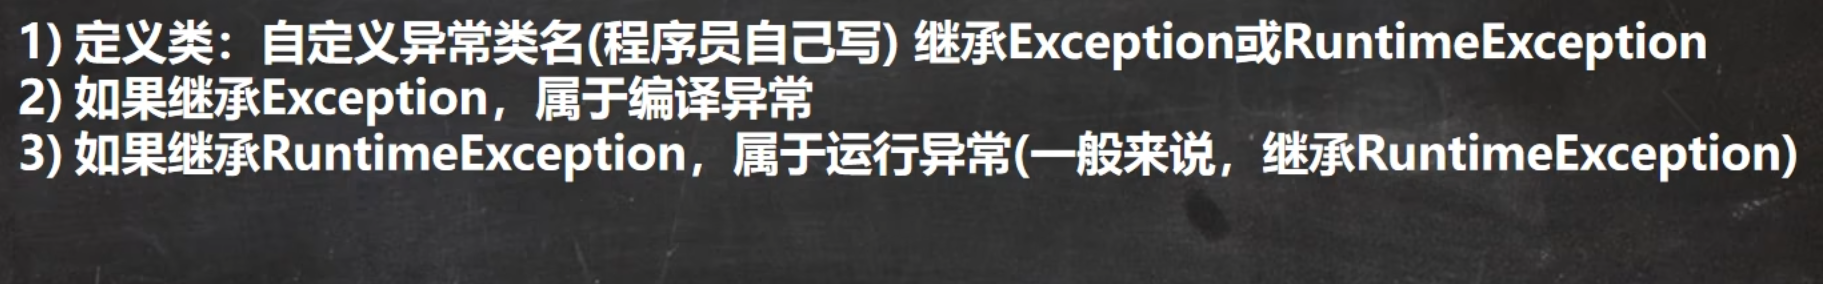 1) 定义类：自定义异常类名(程序员自己写) 继承Exception或RuntimeException
2) 如果继承Exception，属于编译异常
3) 如果继承RuntimeException，属于运行异常(一般来说，继承RuntimeException)